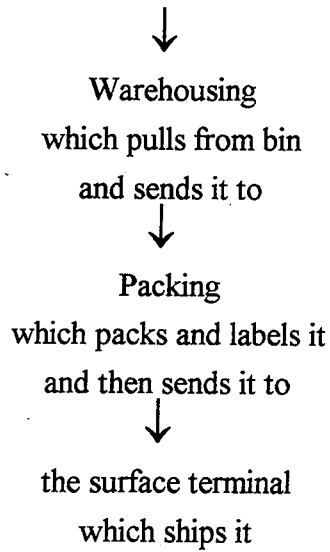 Warehousing
which pulls from bin
and sends it to
Packing
which packs and labels it
and then sends it to
the surface terminal
which ships it